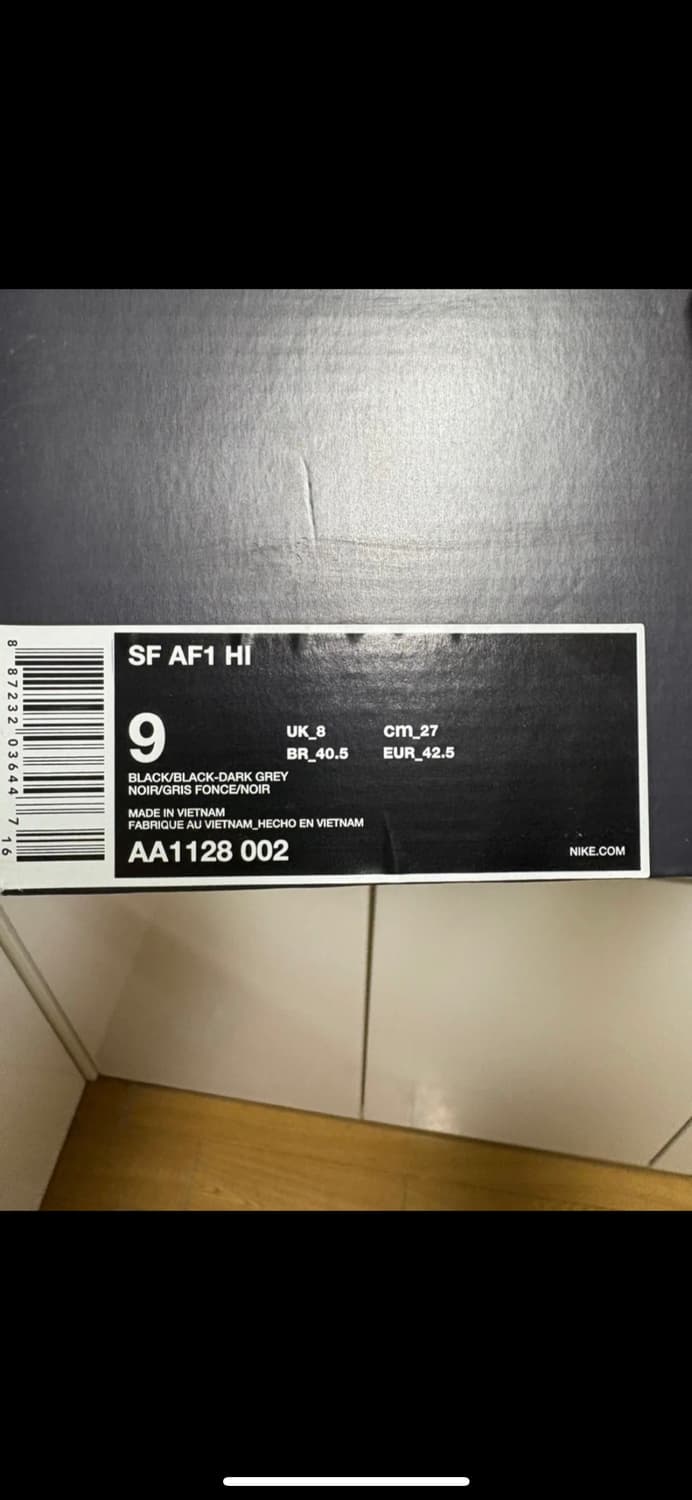 SF AF1 HI
9
UK_8 cm_27
BR_40.5 EUR_42.5
BLACK/BLACK-DARK GREY
NOIR/GRIS FONCE/NOIR
MADE IN VIETNAM
FABRIQUE AU VIETNAM_HECHO EN VIETNAM
AA1128 002
NIKE.COM
8 87232 03644 7 16